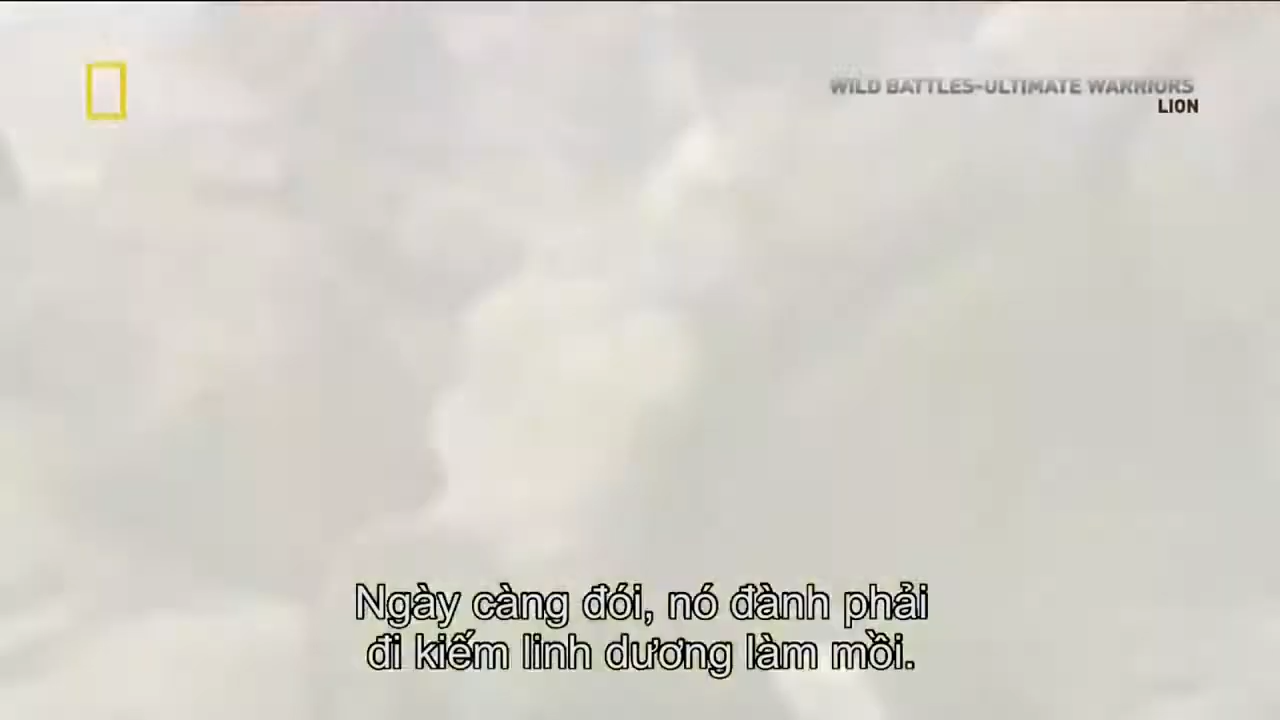 WILD BATTLES-ULTIMATE WARRIORS
LION
Ngày càng đói, nó đành phải
đi kiếm linh dương làm mồi.